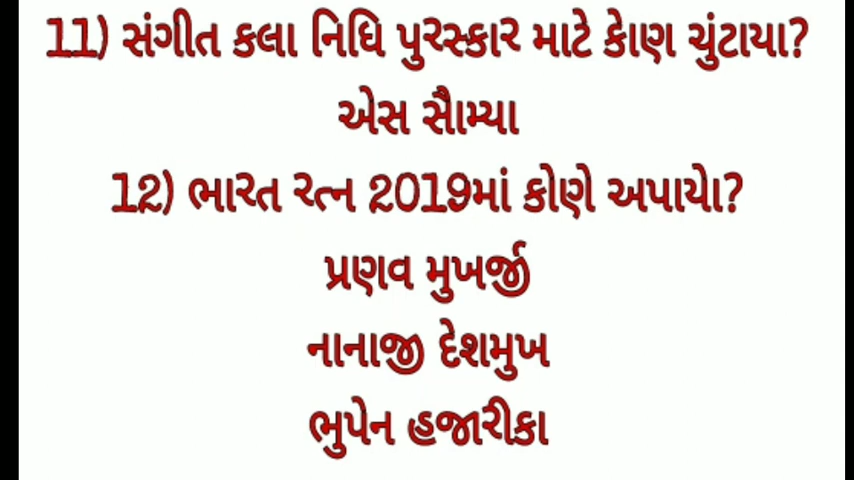 11) સંગીત કલા નિધિ પુરસ્કાર માટે કોણ ચુંટાયા?
એસ સૌમ્યા
12) ભારત રત્ન 2019માં કોણે અપાયો?
પ્રણવ મુખર્જી
નાનાજી દેશમુખ
ભુપેન હજારીકા